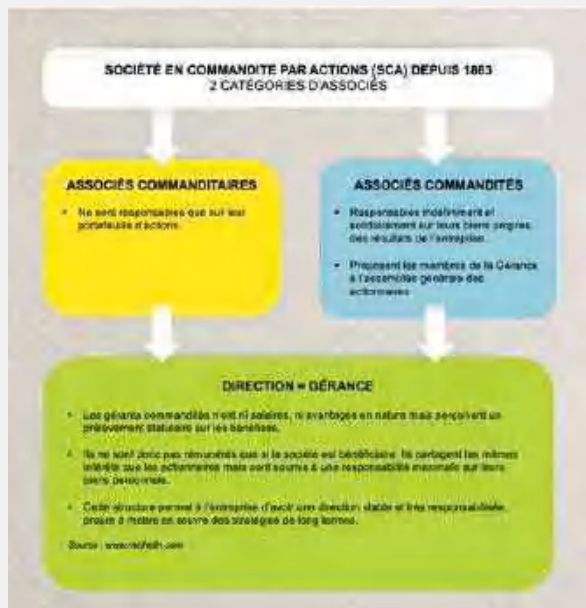 SOCIÉTÉ EN COMMANDITE PAR ACTIONS (SCA) DEPUIS 1863
2 CATÉGORIES D'ASSOCIÉS
ASSOCIÉS COMMANDITAIRES
• Ne sont responsables que sur leur
portefeuille d'actions.
ASSOCIÉS COMMANDITÉS
• Responsables indéfiniment et
solidairement sur leurs biens propres,
des résultats de l'entreprise.
• Proposent les membres de la Gérance
à l'assemblée générale des
actionnaires
DIRECTION = GÉRANCE
• Les gérants commandités n'ont ni salaires, ni avantages en nature mais perçoivent un
prélèvement statutaire sur les bénéfices.
• Ils ne sont donc pas rémunérés que si la société est bénéficiaire. Ils partagent les mêmes
intérêts que les actionnaires mais sont soumis à une responsabilité maximale sur leurs
biens personnels.
• Cette structure permet à l'entreprise d'avoir une direction stable et très responsabilisée,
propre à mettre en œuvre des stratégies de long termes.
Source :